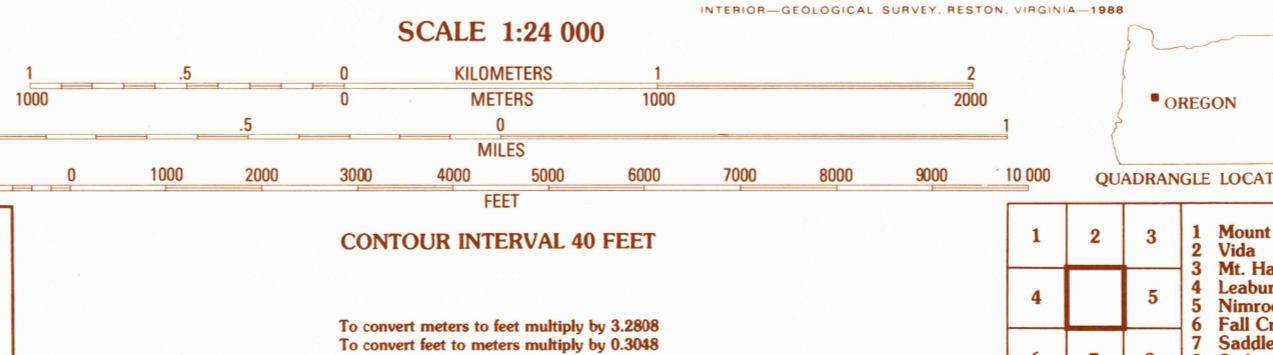 INTERIOR—GEOLOGICAL SURVEY, RESTON, VIRGINIA—1988
SCALE 1:24 000
1 .5 0 KILOMETERS 1 2
1000 0 METERS 1000 2000
.5 0 1
MILES
0 1000 2000 3000 4000 5000 6000 7000 8000 9000 10 000
FEET
OREGON
QUADRANGLE LOCAT
CONTOUR INTERVAL 40 FEET
To convert meters to feet multiply by 3.2808
To convert feet to meters multiply by 0.3048
1 2 3
4 5
1 Mount
2 Vida
3 Mt. Ha
4 Leabur
5 Nimroo
6 Fall Cr
7 Saddle